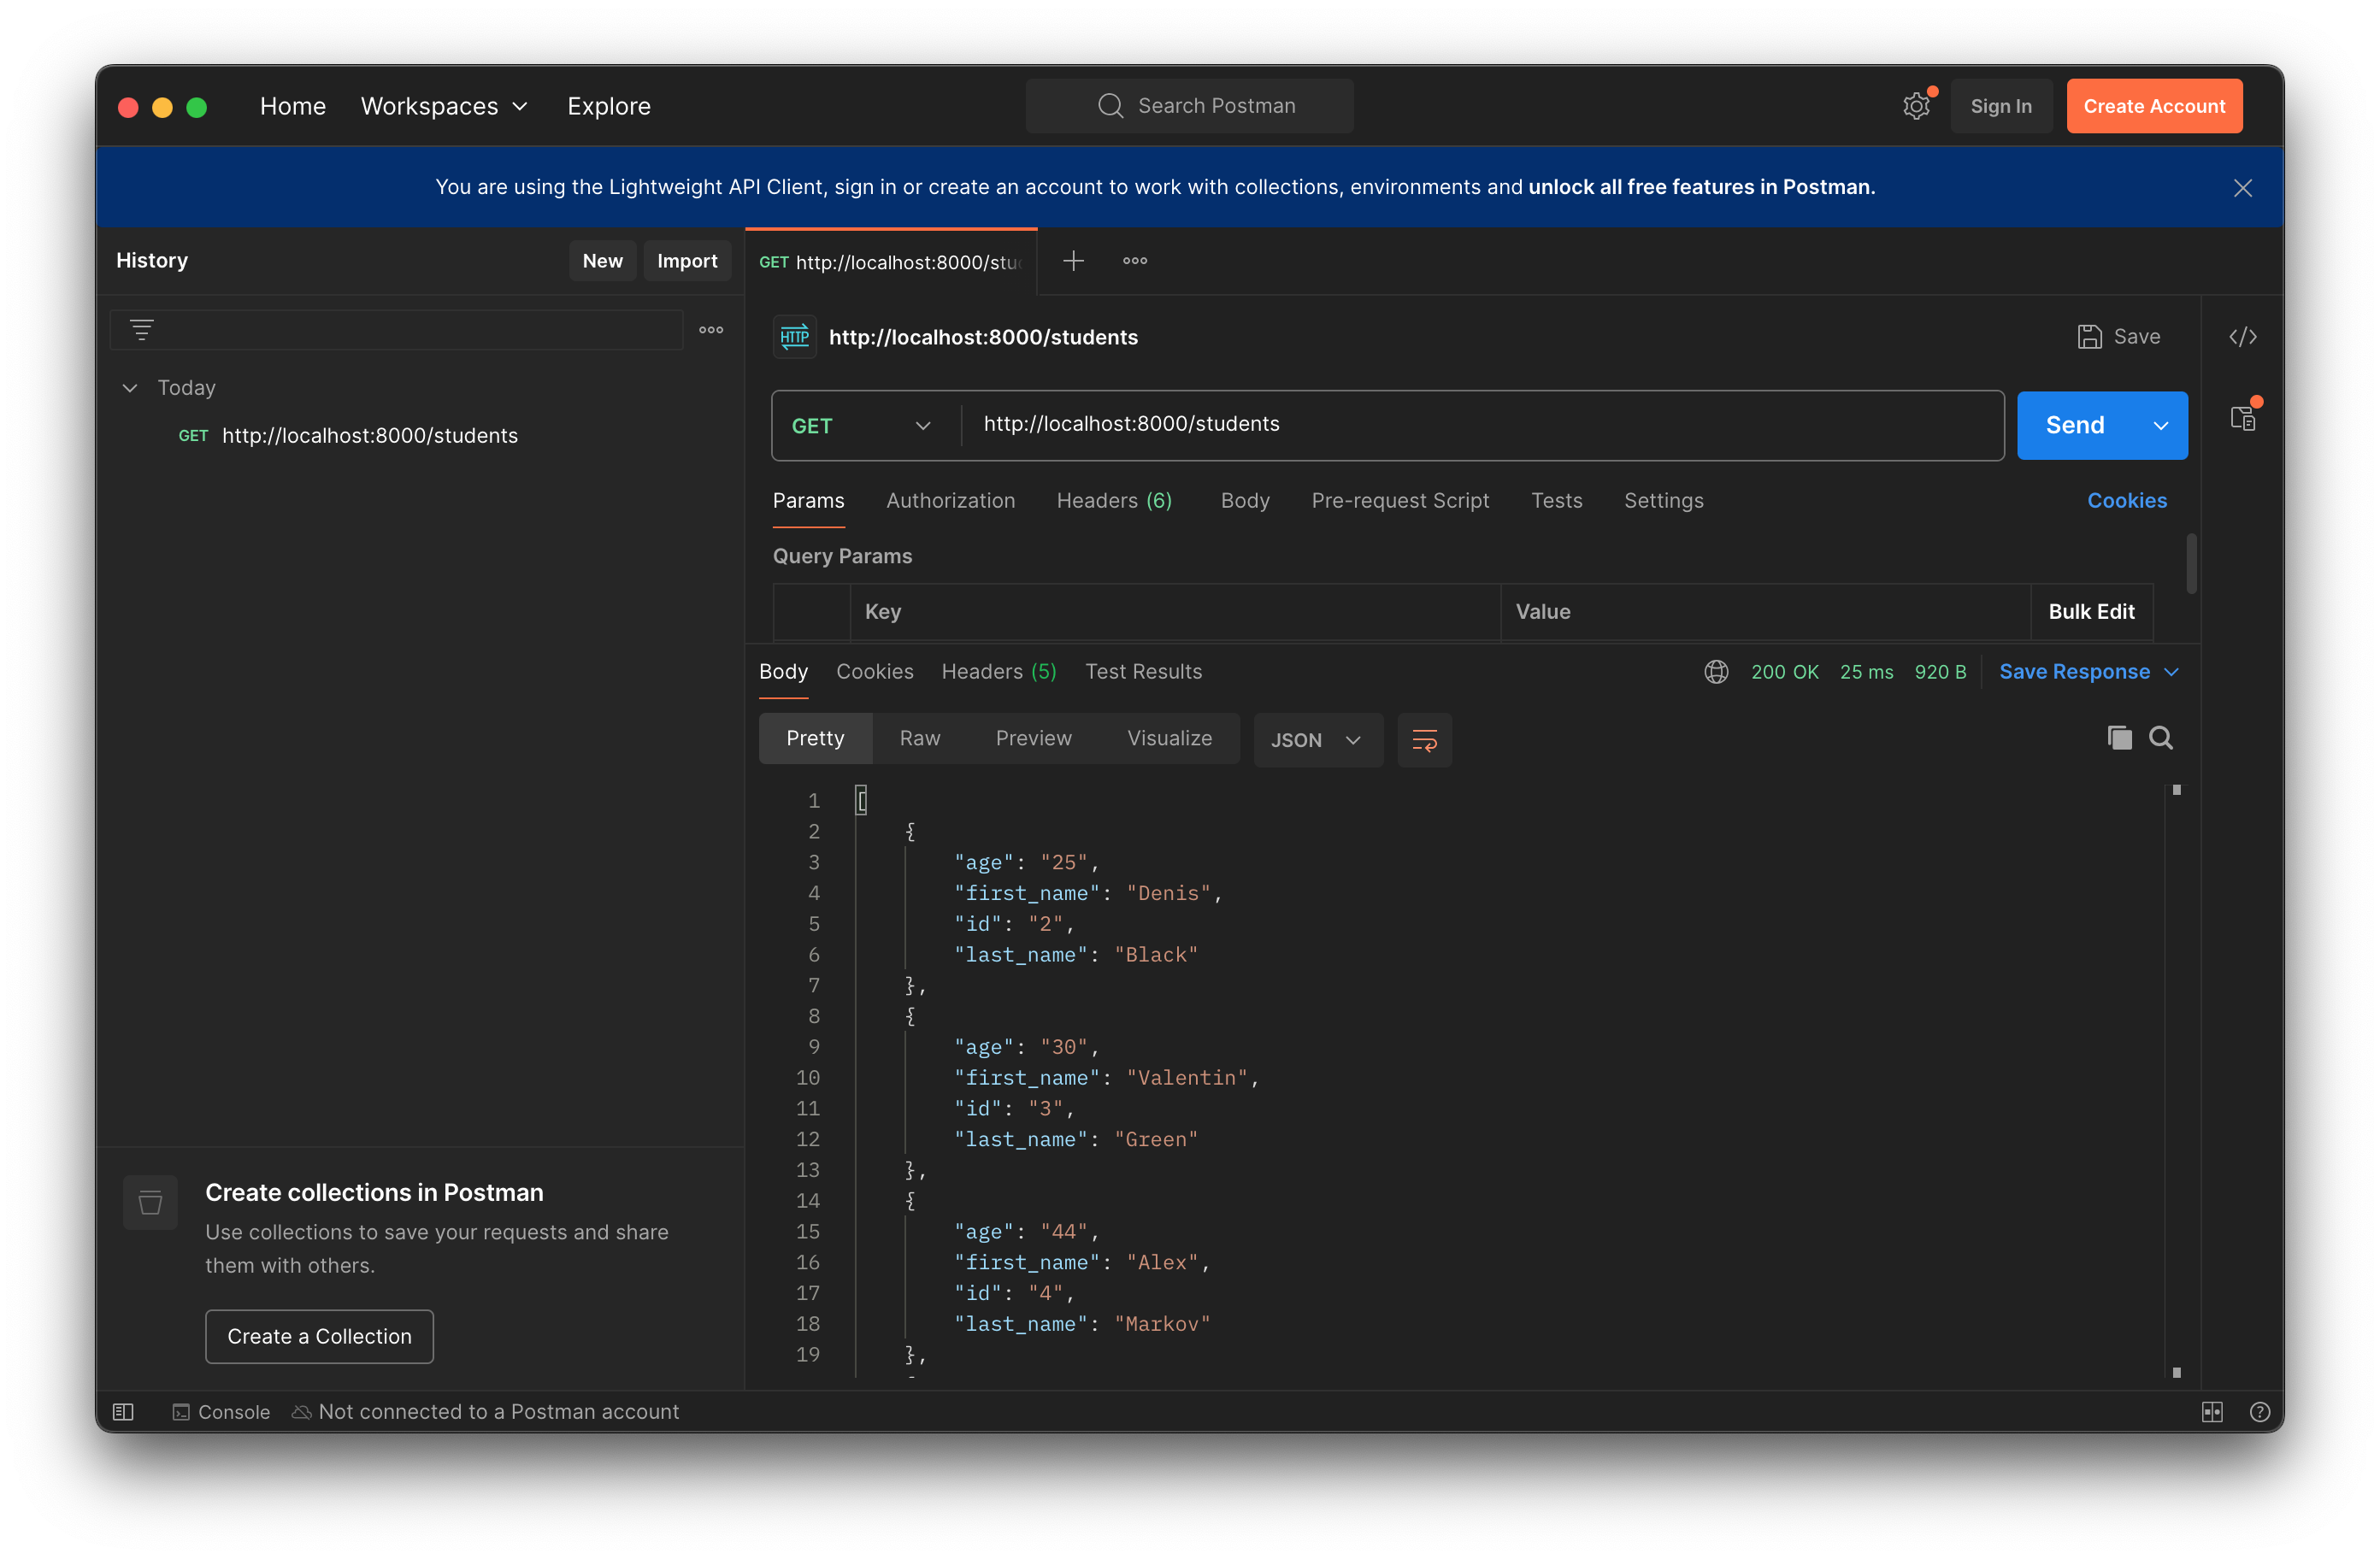 Home Workspaces Explore Search Postman Sign In Create Account
You are using the Lightweight API Client, sign in or create an account to work with collections, environments and unlock all free features in Postman.
History New Import
GET http://localhost:8000/stu
Today
GET http://localhost:8000/students
HTTP http://localhost:8000/students Save
GET http://localhost:8000/students Send
Params Authorization Headers (6) Body Pre-request Script Tests Settings Cookies
Query Params
Key Value Bulk Edit
Body Cookies Headers (5) Test Results 200 OK 25 ms 920 B Save Response
Pretty Raw Preview Visualize JSON
1 [
2 {
3 "age": "25",
4 "first_name": "Denis",
5 "id": "2",
6 "last_name": "Black"
7 },
8 {
9 "age": "30",
10 "first_name": "Valentin",
11 "id": "3",
12 "last_name": "Green"
13 },
14 {
15 "age": "44",
16 "first_name": "Alex",
17 "id": "4",
18 "last_name": "Markov"
19 },
Create collections in Postman
Use collections to save your requests and share
them with others.
Create a Collection
Console Not connected to a Postman account